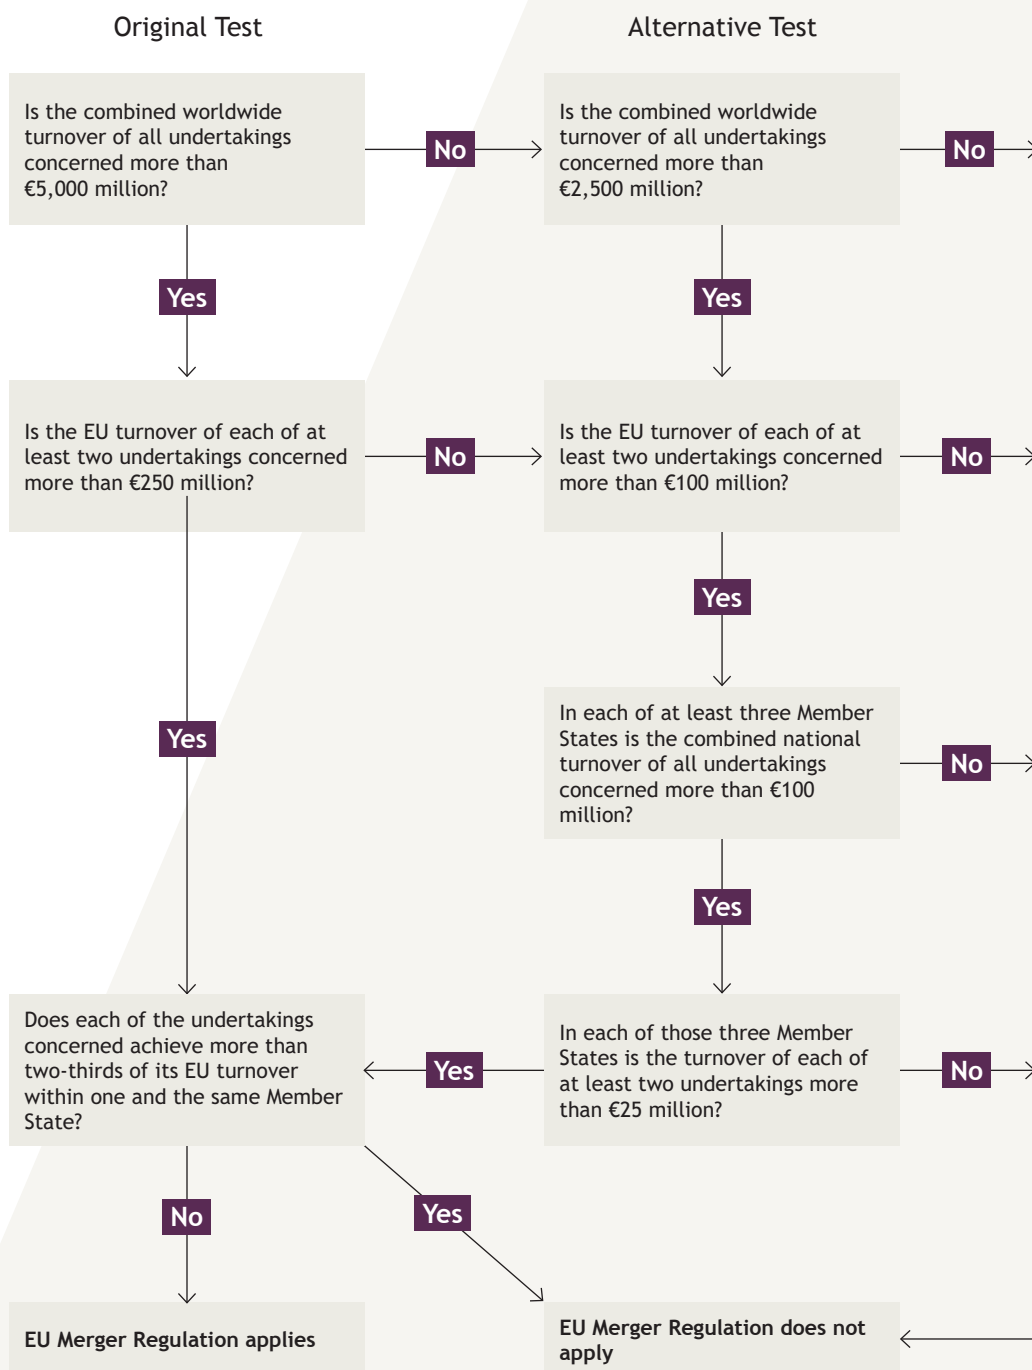 Original Test
Alternative Test
Is the combined worldwide
turnover of all undertakings
concerned more than
€5,000 million?
No
Is the combined worldwide
turnover of all undertakings
concerned more than
€2,500 million?
No
Yes
Yes
Is the EU turnover of each of at
least two undertakings concerned
more than €250 million?
No
Is the EU turnover of each of at
least two undertakings concerned
more than €100 million?
No
Yes
Yes
In each of at least three Member
States is the combined national
turnover of all undertakings
concerned more than €100
million?
No
Yes
Does each of the undertakings
concerned achieve more than
two-thirds of its EU turnover
within one and the same Member
State?
Yes
In each of those three Member
States is the turnover of each of
at least two undertakings more
than €25 million?
No
No
Yes
EU Merger Regulation applies
EU Merger Regulation does not
apply